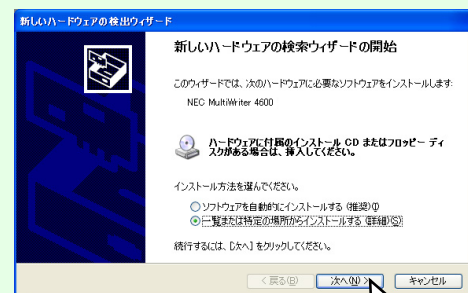 新しいハードウェアの検出ウィザード
新しいハードウェアの検索ウィザードの開始
このウィザードでは、次のハードウェアに必要なソフトウェアをインストールします:
NEC MultiWriter 4600
ハードウェアに付属のインストール CD またはフロッピー ディ
スクがある場合は、挿入してください。
インストール方法を選んでください。
ソフトウェアを自動的にインストールする (推奨)(I)
一覧または特定の場所からインストールする (詳細)(S)
続行するには、[次へ] をクリックしてください。
< 戻る(B) 次へ(N) > キャンセル